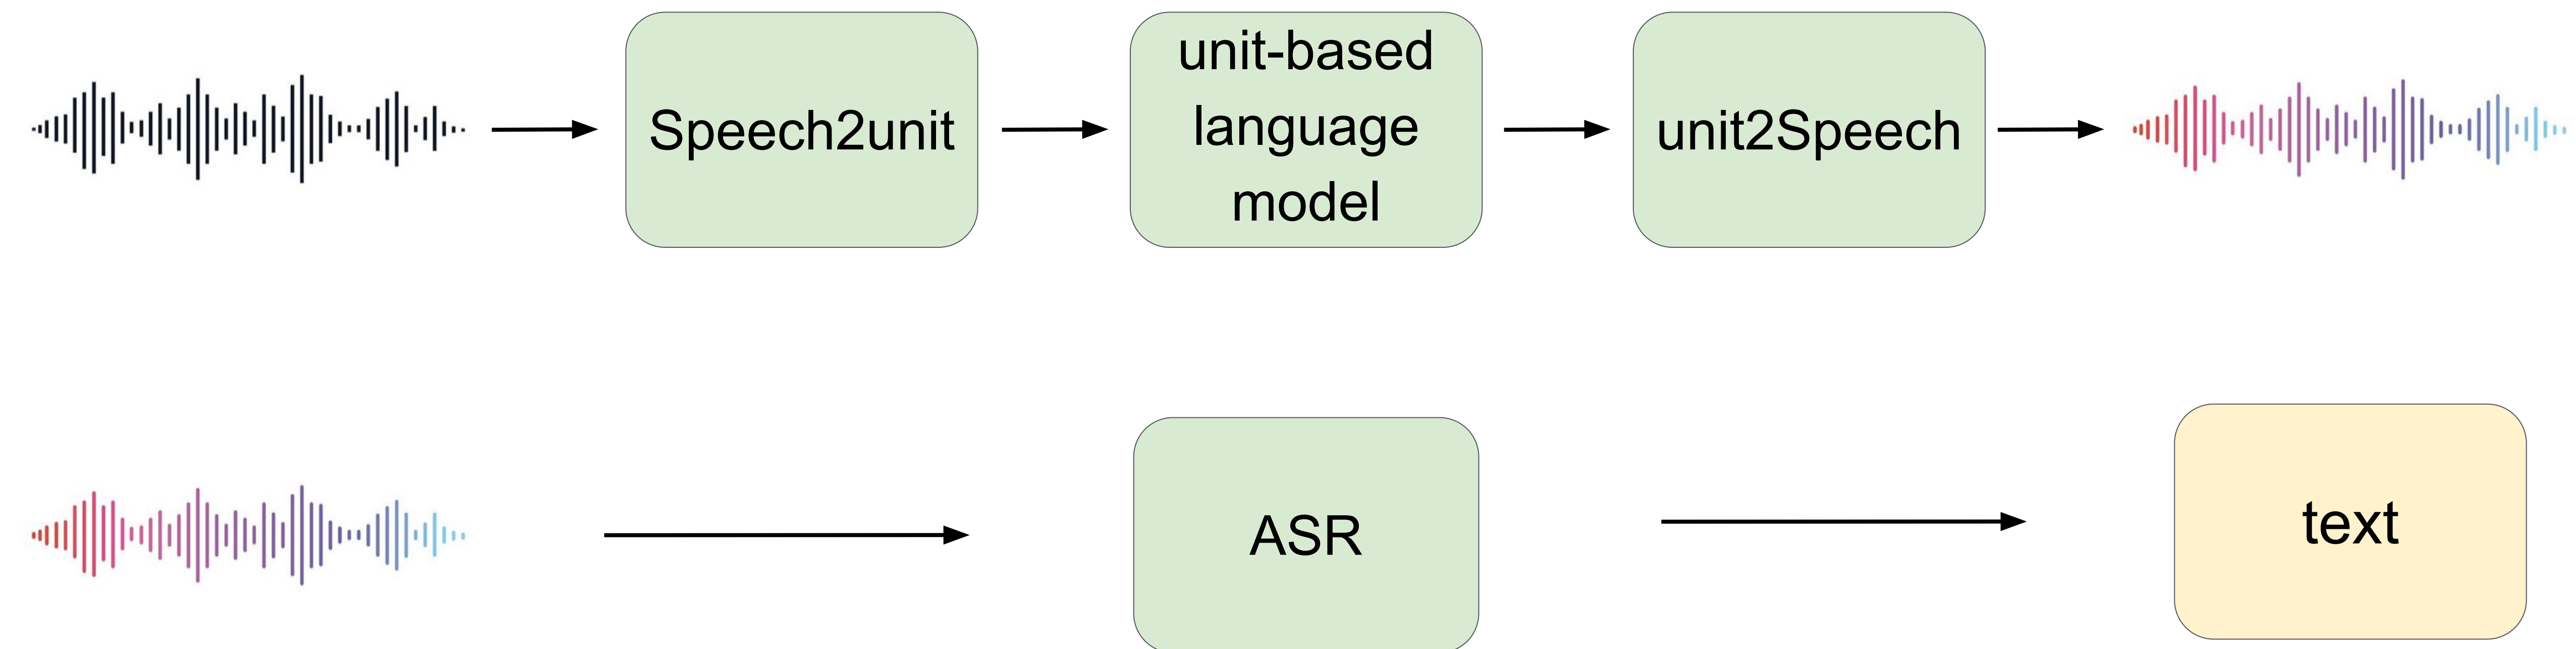 Speech2unit
unit-based
language
model
unit2Speech
ASR
text